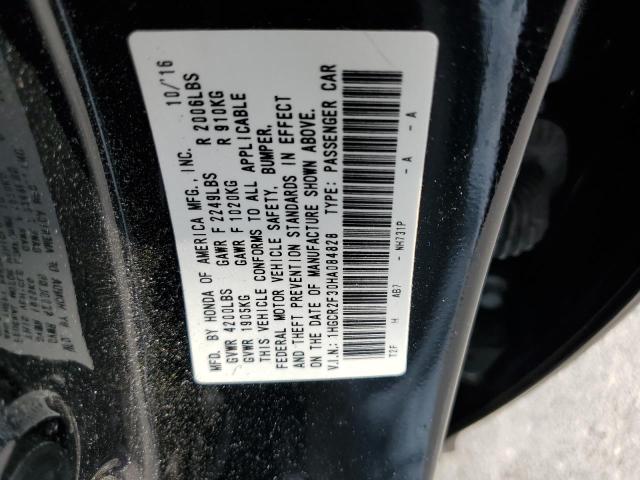 MFD. BY HONDA OF AMERICA MFG., INC. 10/'16
GVWR 4200LBS GAWR F 2249LBS R 2006LBS
GVWR 1905KG GAWR F 1020KG R 910KG
THIS VEHICLE CONFORMS TO ALL APPLICABLE
FEDERAL MOTOR VEHICLE SAFETY, BUMPER,
AND THEFT PREVENTION STANDARDS IN EFFECT
ON THE DATE OF MANUFACTURE SHOWN ABOVE.
V.I.N.: 1HGCR2F30HA084828 TYPE: PASSENGER CAR
T2F H AB7 - NH731P - A - A